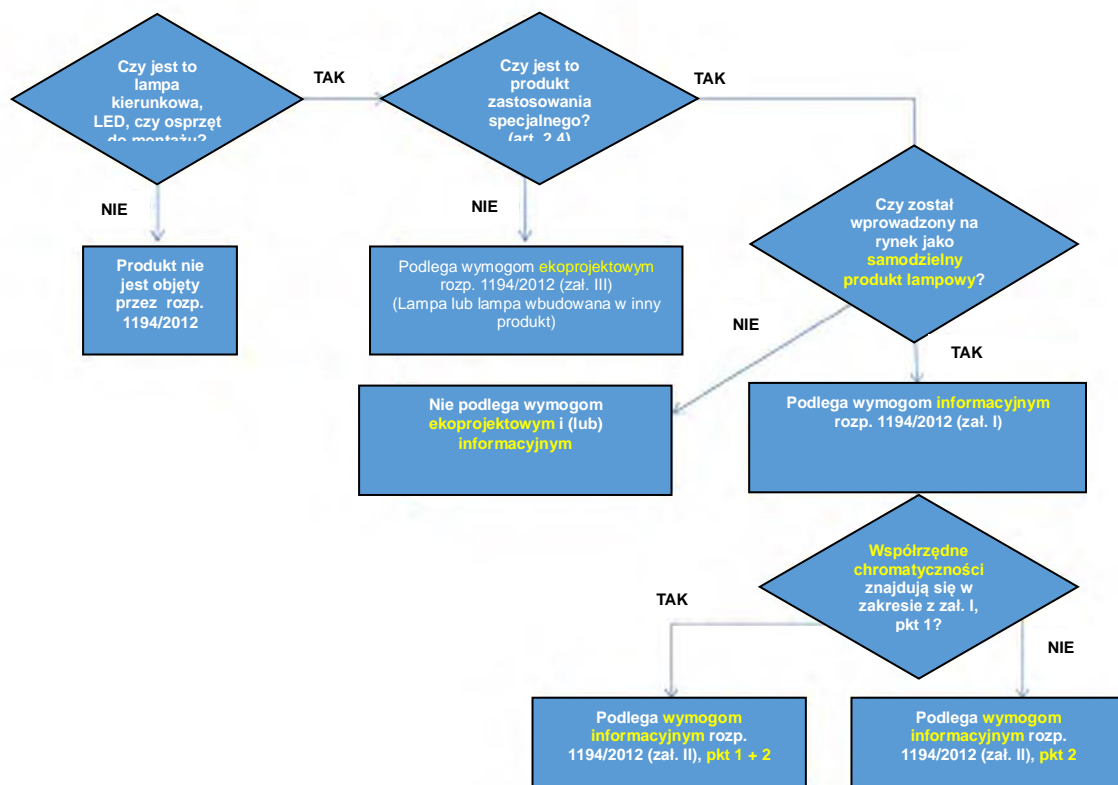 Czy jest to
lampa
kierunkowa,
LED, czy osprzęt
do montażu?
TAK
Czy jest to
produkt
zastosowania
specjalnego?
(art. 2.4)
TAK
NIE
NIE
Produkt nie
jest objęty
przez rozp.
1194/2012
Podlega wymogom ekoprojektowym
rozp. 1194/2012 (zał. III)
(Lampa lub lampa wbudowana w inny
produkt)
Czy został
wprowadzony na
rynek jako
samodzielny
produkt lampowy?
NIE
TAK
Nie podlega wymogom
ekoprojektowym i (lub)
informacyjnym
Podlega wymogom informacyjnym
rozp. 1194/2012 (zał. I)
Współrzędne
chromatyczności
znajdują się w
zakresie z zał. I,
pkt 1?
TAK
NIE
Podlega wymogom
informacyjnym rozp.
1194/2012 (zał. II), pkt 1 + 2
Podlega wymogom
informacyjnym rozp.
1194/2012 (zał. II), pkt 2